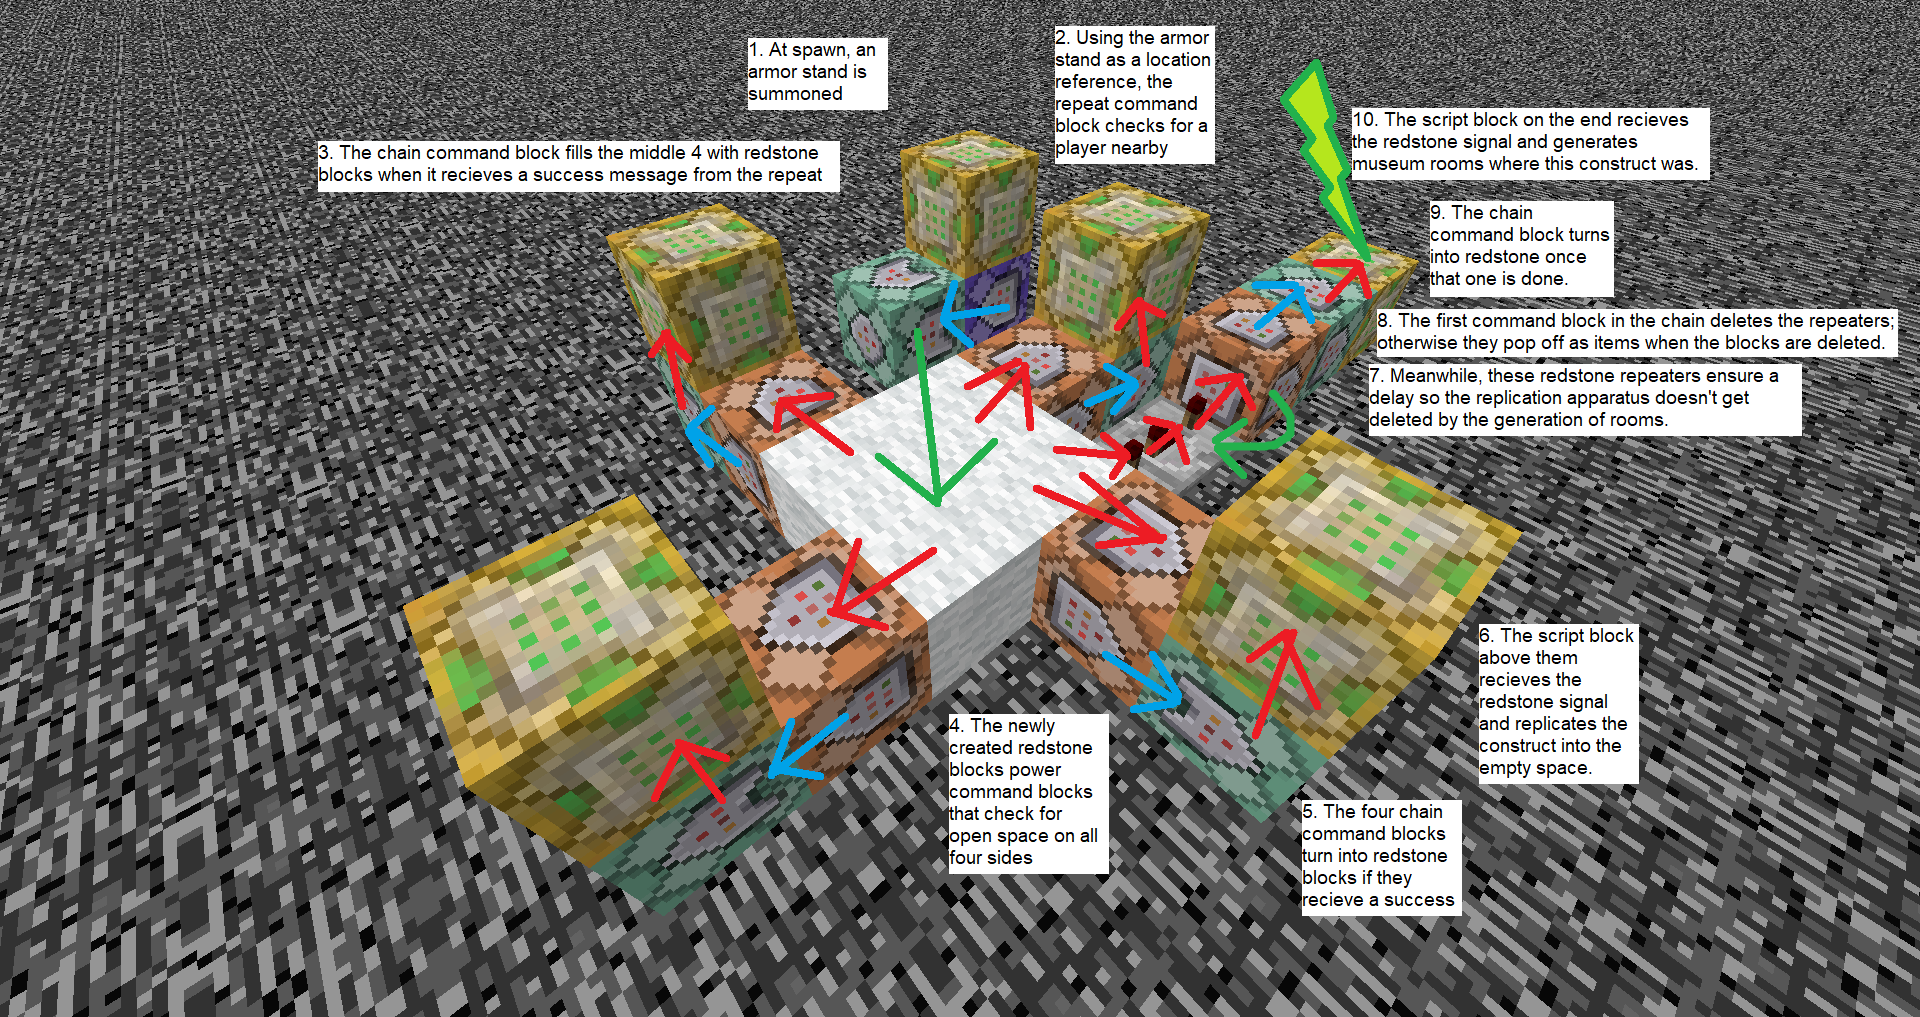 1. At spawn, an
armor stand is
summoned
2. Using the armor
stand as a location
reference, the
repeat command
block checks for a
player nearby
3. The chain command block fills the middle 4 with redstone
blocks when it recieves a success message from the repeat
4. The newly
created redstone
blocks power
command blocks
that check for
open space on all
four sides
5. The four chain
command blocks
turn into redstone
blocks if they
recieve a success
6. The script block
above them
recieves the
redstone signal
and replicates the
construct into the
empty space.
7. Meanwhile, these redstone repeaters ensure a
delay so the replication apparatus doesn't get
deleted by the generation of rooms.
8. The first command block in the chain deletes the repeaters;
otherwise they pop off as items when the blocks are deleted.
9. The chain
command block turns
into redstone once
that one is done.
10. The script block on the end recieves
the redstone signal and generates
museum rooms where this construct was.